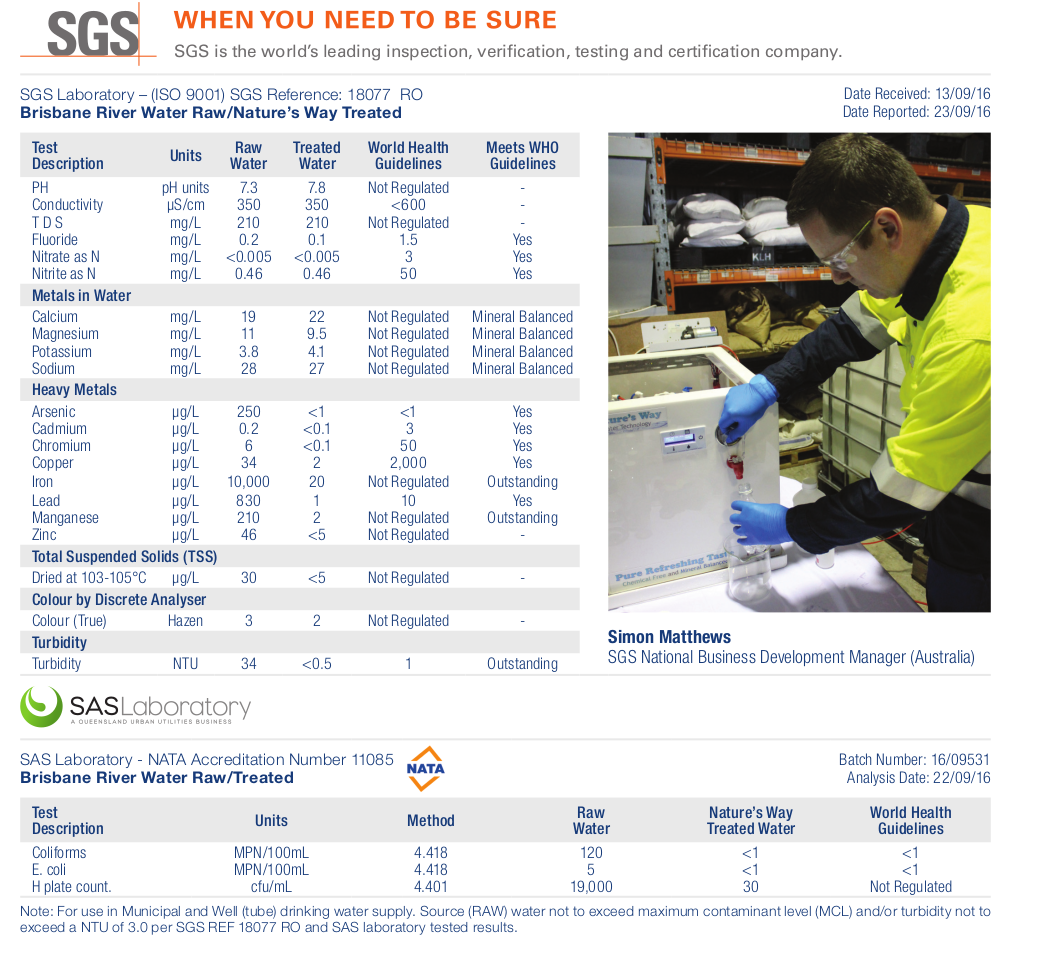 SGS
WHEN YOU NEED TO BE SURE
SGS is the world's leading inspection, verification, testing and certification company.
SGS Laboratory – (ISO 9001) SGS Reference: 18077 RO
Date Received: 13/09/16
Brisbane River Water Raw/Nature's Way Treated
Date Reported: 23/09/16
Test Description Units Raw Water Treated Water World Health Guidelines Meets WHO Guidelines
PH pH units 7.3 7.8 Not Regulated -
Conductivity µS/cm 350 350 <600 -
T D S mg/L 210 210 Not Regulated -
Fluoride mg/L 0.2 0.1 1.5 Yes
Nitrate as N mg/L <0.005 <0.005 3 Yes
Nitrite as N mg/L 0.46 0.46 50 Yes
Metals in Water
Calcium mg/L 19 22 Not Regulated Mineral Balanced
Magnesium mg/L 11 9.5 Not Regulated Mineral Balanced
Potassium mg/L 3.8 4.1 Not Regulated Mineral Balanced
Sodium mg/L 28 27 Not Regulated Mineral Balanced
Heavy Metals
Arsenic µg/L 250 <1 <1 Yes
Cadmium µg/L 0.2 <0.1 3 Yes
Chromium µg/L 6 <0.1 50 Yes
Copper µg/L 34 2 2,000 Yes
Iron µg/L 10,000 20 Not Regulated Outstanding
Lead µg/L 830 1 10 Yes
Manganese µg/L 210 2 Not Regulated Outstanding
Zinc µg/L 46 <5 Not Regulated -
Total Suspended Solids (TSS)
Dried at 103-105°C µg/L 30 <5 Not Regulated -
Colour by Discrete Analyser
Colour (True) Hazen 3 2 Not Regulated -
Turbidity
Turbidity NTU 34 <0.5 1 Outstanding
KLH
ure's Way
Technology
Pure Refreshing Tast
Chemical-Free and Mineral Balanced
Simon Matthews
SGS National Business Development Manager (Australia)
SAS Laboratory
A QUEENSLAND URBAN UTILITIES BUSINESS
SAS Laboratory - NATA Accreditation Number 11085
NATA
Batch Number: 16/09531
Brisbane River Water Raw/Treated
Analysis Date: 22/09/16
Test Description Units Method Raw Water Nature's Way Treated Water World Health Guidelines
Coliforms MPN/100mL 4.418 120 <1 <1
E. coli MPN/100mL 4.418 5 <1 <1
H plate count. cfu/mL 4.401 19,000 30 Not Regulated
Note: For use in Municipal and Well (tube) drinking water supply. Source (RAW) water not to exceed maximum contaminant level (MCL) and/or turbidity not to
exceed a NTU of 3.0 per SGS REF 18077 RO and SAS laboratory tested results.